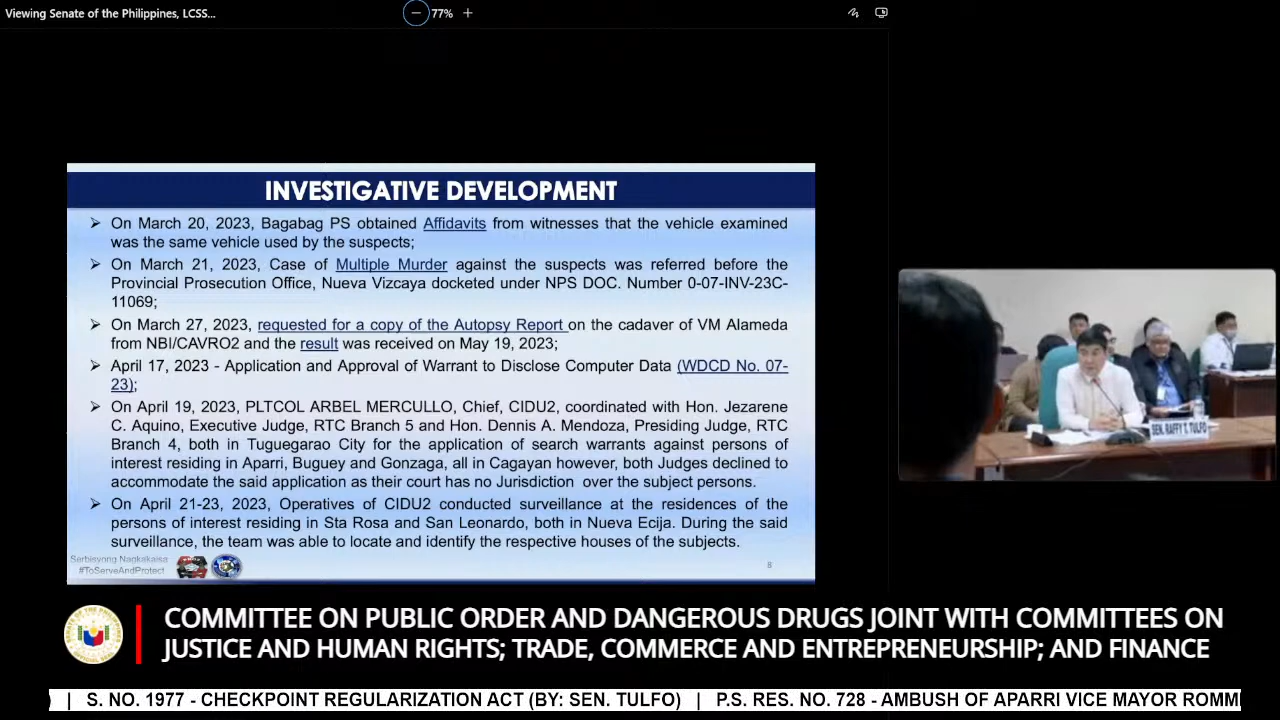 Viewing Senate of the Philippines, LCSS...
77%
INVESTIGATIVE DEVELOPMENT
➢ On March 20, 2023, Bagabag PS obtained Affidavits from witnesses that the vehicle examined
was the same vehicle used by the suspects;
➢ On March 21, 2023, Case of Multiple Murder against the suspects was referred before the
Provincial Prosecution Office, Nueva Vizcaya docketed under NPS DOC. Number 0-07-INV-23C-
11069;
➢ On March 27, 2023, requested for a copy of the Autopsy Report on the cadaver of VM Alameda
from NBI/CAVRO2 and the result was received on May 19, 2023;
➢ April 17, 2023 - Application and Approval of Warrant to Disclose Computer Data (WDCD No. 07-
23);
➢ On April 19, 2023, PLTCOL ARBEL MERCULLO, Chief, CIDU2, coordinated with Hon. Jezarene
C. Aquino, Executive Judge, RTC Branch 5 and Hon. Dennis A. Mendoza, Presiding Judge, RTC
Branch 4, both in Tuguegarao City for the application of search warrants against persons of
interest residing in Aparri, Buguey and Gonzaga, all in Cagayan however, both Judges declined to
accommodate the said application as their court has no Jurisdiction over the subject persons.
➢ On April 21-23, 2023, Operatives of CIDU2 conducted surveillance at the residences of the
persons of interest residing in Sta Rosa and San Leonardo, both in Nueva Ecija. During the said
surveillance, the team was able to locate and identify the respective houses of the subjects.
Serbisyong Nagkakaisa
#ToServeAndProtect
8
SEN. RAFFY T. TULFO
COMMITTEE ON PUBLIC ORDER AND DANGEROUS DRUGS JOINT WITH COMMITTEES ON
JUSTICE AND HUMAN RIGHTS; TRADE, COMMERCE AND ENTREPRENEURSHIP; AND FINANCE
) | S. NO. 1977 - CHECKPOINT REGULARIZATION ACT (BY: SEN. TULFO) | P.S. RES. NO. 728 - AMBUSH OF APARRI VICE MAYOR ROMM